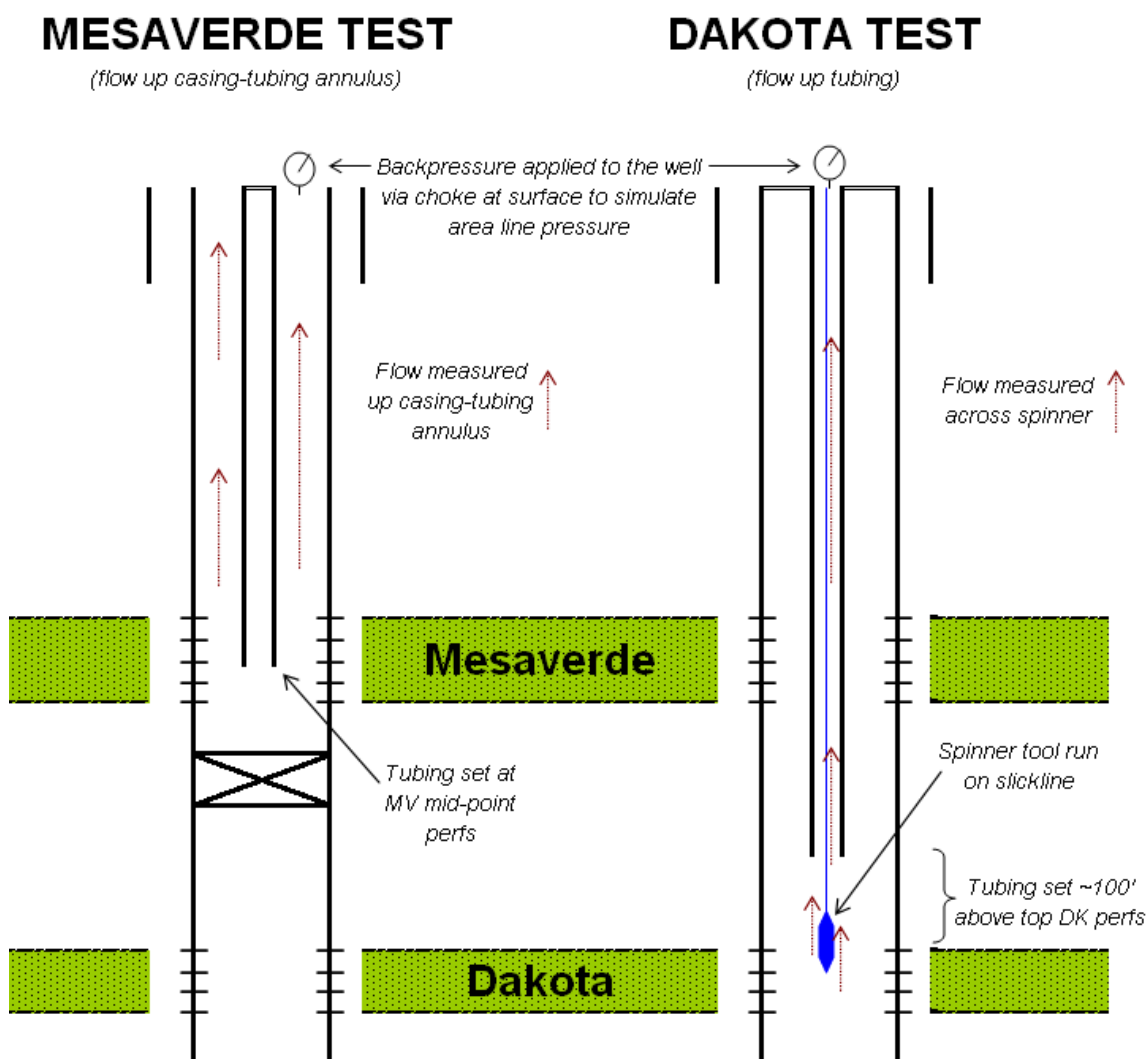 MESAVERDE TEST
(flow up casing-tubing annulus)
DAKOTA TEST
(flow up tubing)
Backpressure applied to the well
via choke at surface to simulate
area line pressure
Flow measured
up casing-tubing
annulus
Flow measured
across spinner
Mesaverde
Tubing set at
MV mid-point
perfs
Spinner tool run
on slickline
Tubing set ~100'
above top DK perfs
Dakota